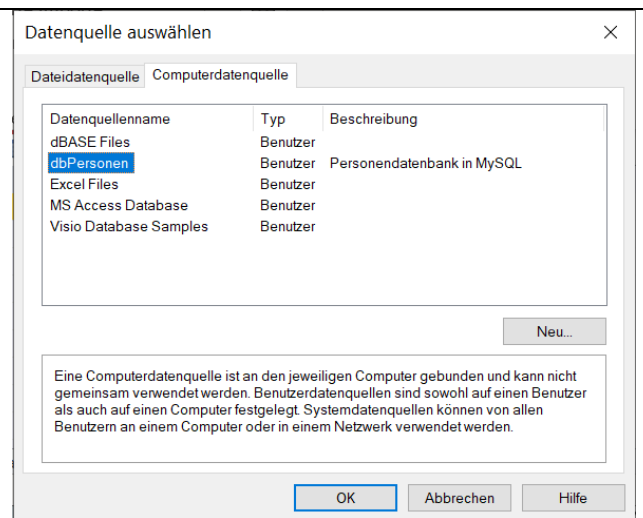 Datenquelle auswählen
Dateidatenquelle Computerdatenquelle
Datenquellenname Typ Beschreibung
dBASE Files Benutzer
dbPersonen Benutzer Personendatenbank in MySQL
Excel Files Benutzer
MS Access Database Benutzer
Visio Database Samples Benutzer
Neu...
Eine Computerdatenquelle ist an den jeweiligen Computer gebunden und kann nicht
gemeinsam verwendet werden. Benutzerdatenquellen sind sowohl auf einen Benutzer
als auch auf einen Computer festgelegt. Systemdatenquellen können von allen
Benutzern an einem Computer oder in einem Netzwerk verwendet werden.
OK Abbrechen Hilfe